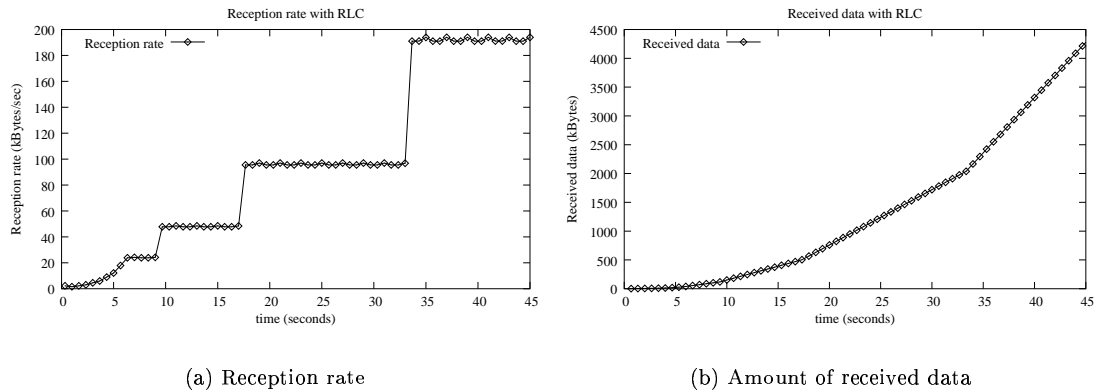 Reception rate with RLC
Reception rate
Reception rate (kBytes/sec)
200
180
160
140
120
100
80
60
40
20
0
0 5 10 15 20 25 30 35 40 45
time (seconds)
(a) Reception rate
Received data with RLC
Received data
Received data (kBytes)
4500
4000
3500
3000
2500
2000
1500
1000
500
0
0 5 10 15 20 25 30 35 40 45
time (seconds)
(b) Amount of received data